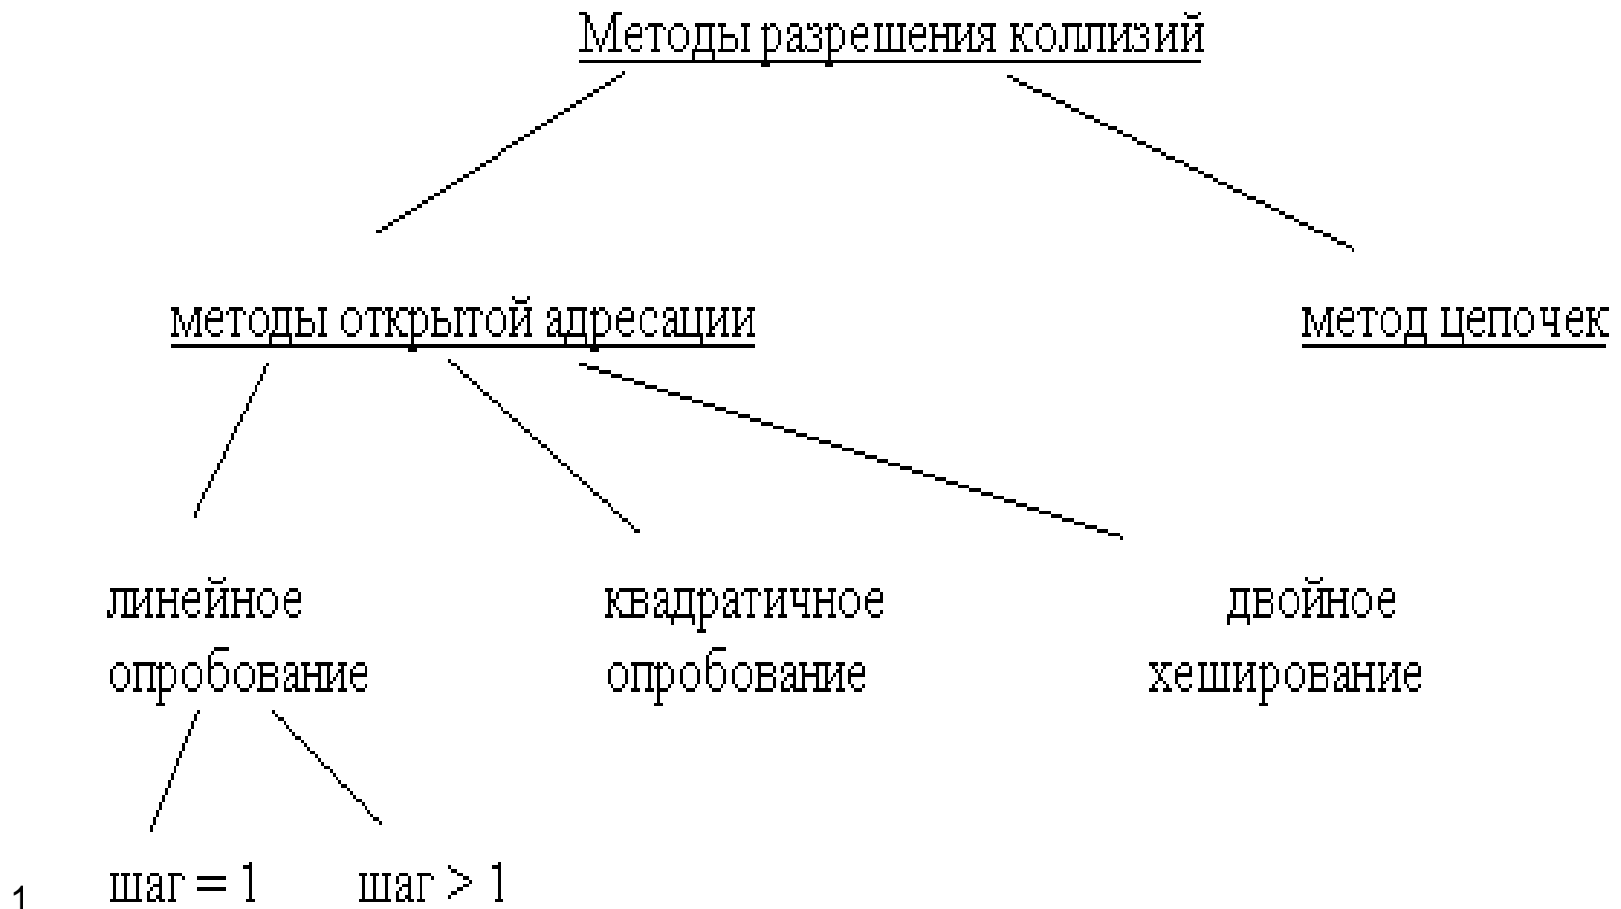 Методы разрешения коллизий
методы открытой адресации
метод цепочек
линейное
опробование
квадратичное
опробование
двойное
хеширование
шаг = 1
шаг > 1
1